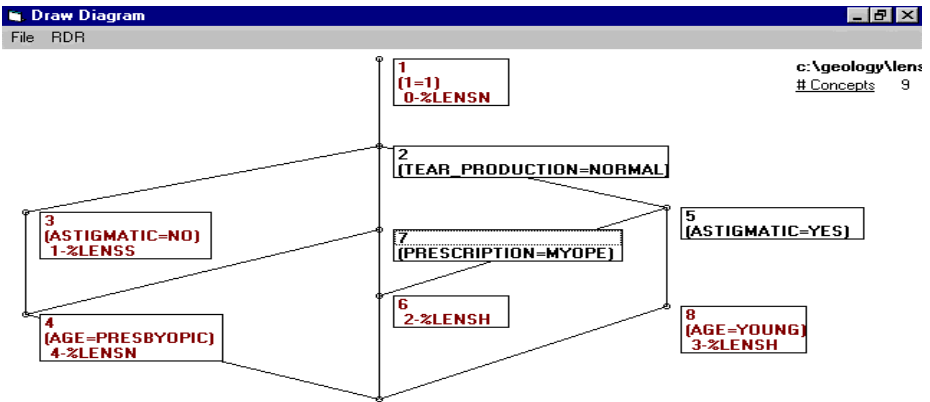 Draw Diagram
File RDR
c:\geology\lens
# Concepts 9
1
(1=1)
0-%LENSN
2
(TEAR_PRODUCTION=NORMAL)
3
(ASTIGMATIC=NO)
1-%LENSS
5
(ASTIGMATIC=YES)
7
(PRESCRIPTION=MYOPE)
6
2-%LENSH
4
(AGE=PRESBYOPIC)
4-%LENSN
8
(AGE=YOUNG)
3-%LENSH